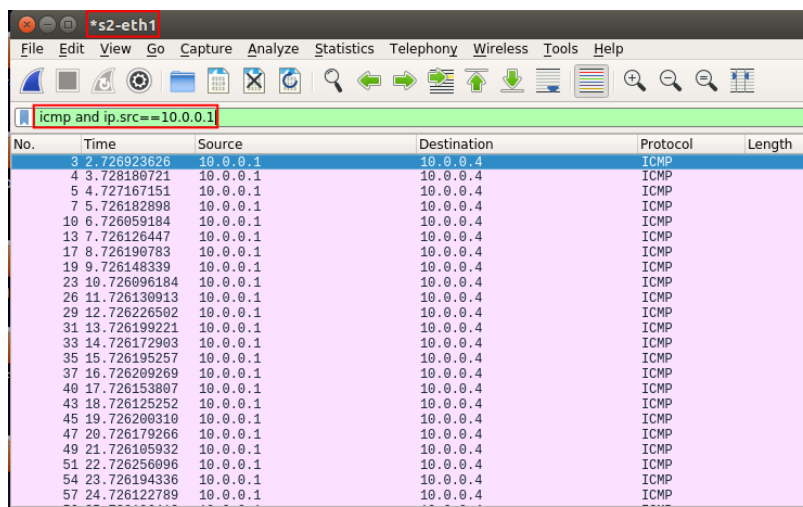 *s2-eth1
File Edit View Go Capture Analyze Statistics Telephony Wireless Tools Help
icmp and ip.src==10.0.0.1
No. Time Source Destination Protocol Length
3 2.726923626 10.0.0.1 10.0.0.4 ICMP
4 3.728180721 10.0.0.1 10.0.0.4 ICMP
5 4.727167151 10.0.0.1 10.0.0.4 ICMP
7 5.726182898 10.0.0.1 10.0.0.4 ICMP
10 6.726059184 10.0.0.1 10.0.0.4 ICMP
13 7.726126447 10.0.0.1 10.0.0.4 ICMP
17 8.726190783 10.0.0.1 10.0.0.4 ICMP
19 9.726148339 10.0.0.1 10.0.0.4 ICMP
23 10.726096184 10.0.0.1 10.0.0.4 ICMP
26 11.726130913 10.0.0.1 10.0.0.4 ICMP
29 12.726226502 10.0.0.1 10.0.0.4 ICMP
31 13.726199221 10.0.0.1 10.0.0.4 ICMP
33 14.726172903 10.0.0.1 10.0.0.4 ICMP
35 15.726195257 10.0.0.1 10.0.0.4 ICMP
37 16.726209269 10.0.0.1 10.0.0.4 ICMP
40 17.726153807 10.0.0.1 10.0.0.4 ICMP
43 18.726125252 10.0.0.1 10.0.0.4 ICMP
45 19.726200310 10.0.0.1 10.0.0.4 ICMP
47 20.726179266 10.0.0.1 10.0.0.4 ICMP
49 21.726105932 10.0.0.1 10.0.0.4 ICMP
51 22.726256096 10.0.0.1 10.0.0.4 ICMP
54 23.726194336 10.0.0.1 10.0.0.4 ICMP
57 24.726122789 10.0.0.1 10.0.0.4 ICMP